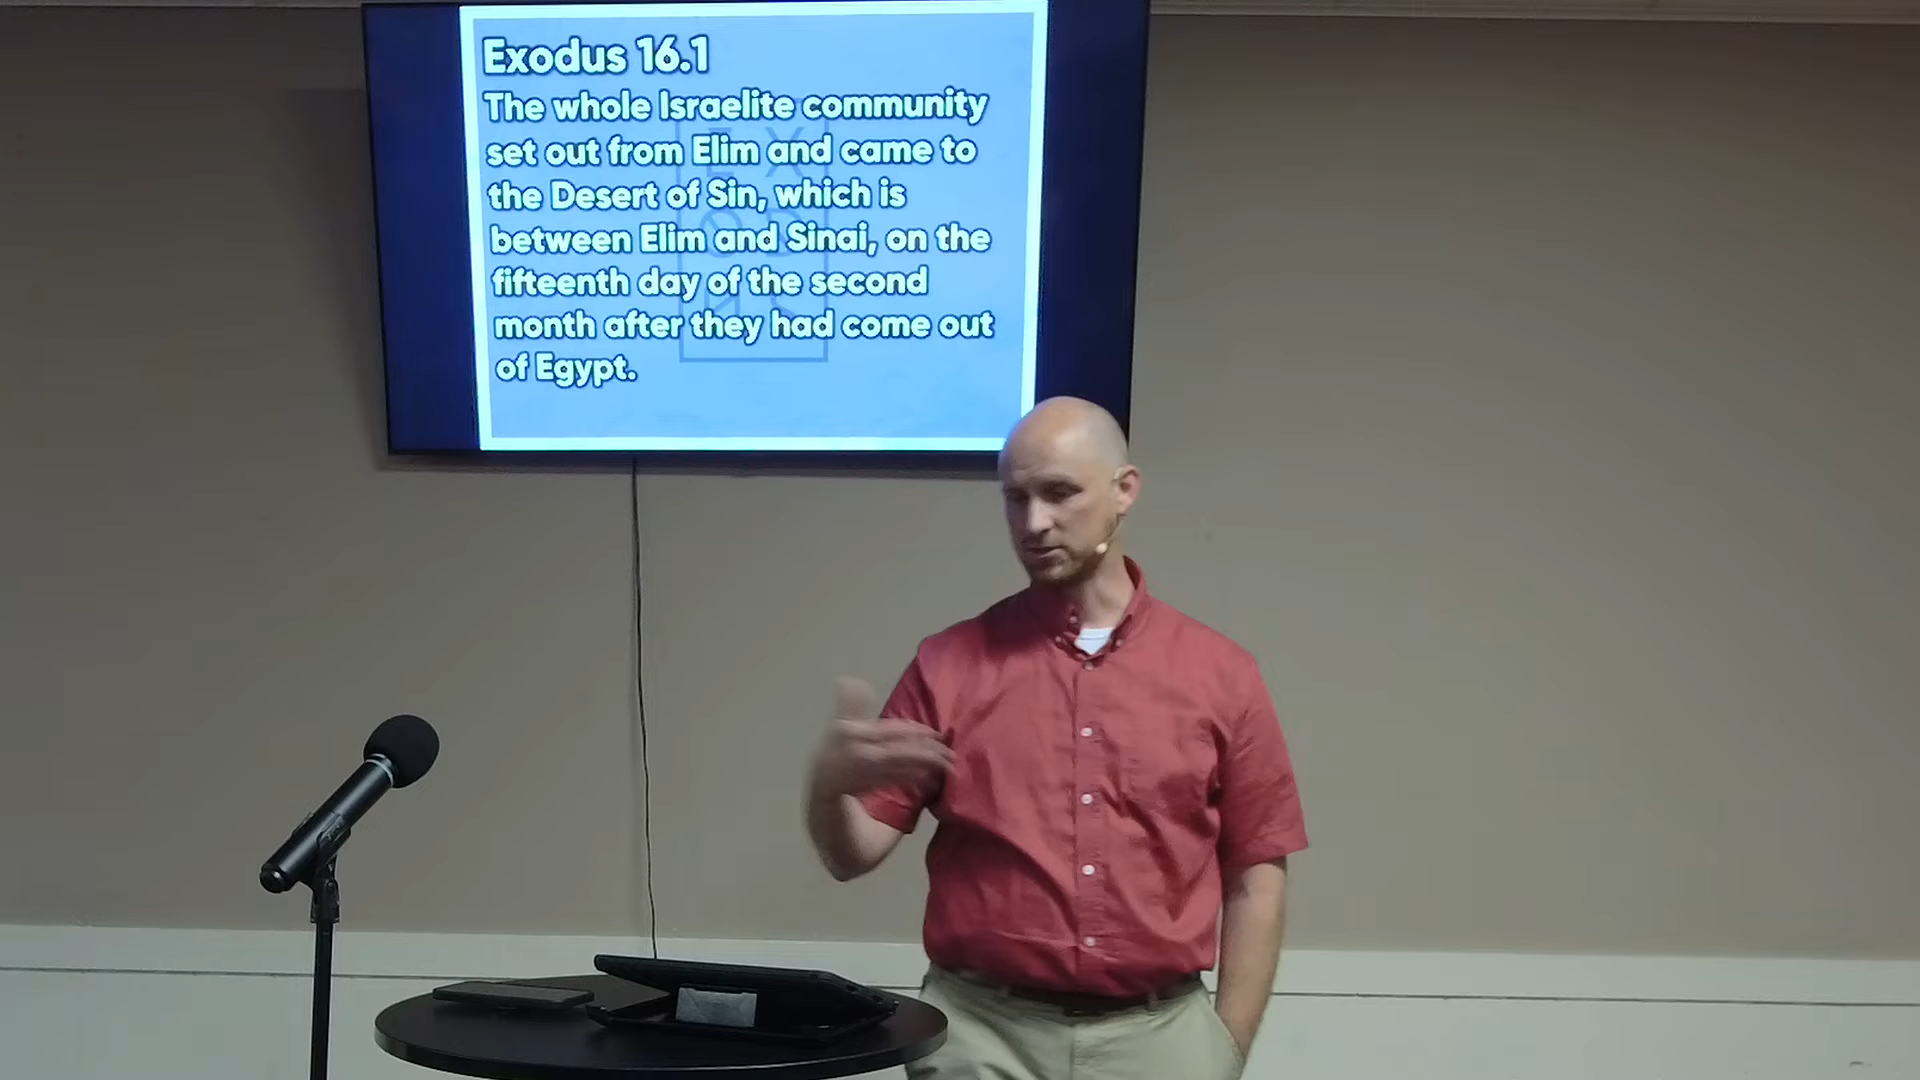 Exodus 16.1
The whole Israelite community
set out from Elim and came to
the Desert of Sin, which is
between Elim and Sinai, on the
fifteenth day of the second
month after they had come out
of Egypt.